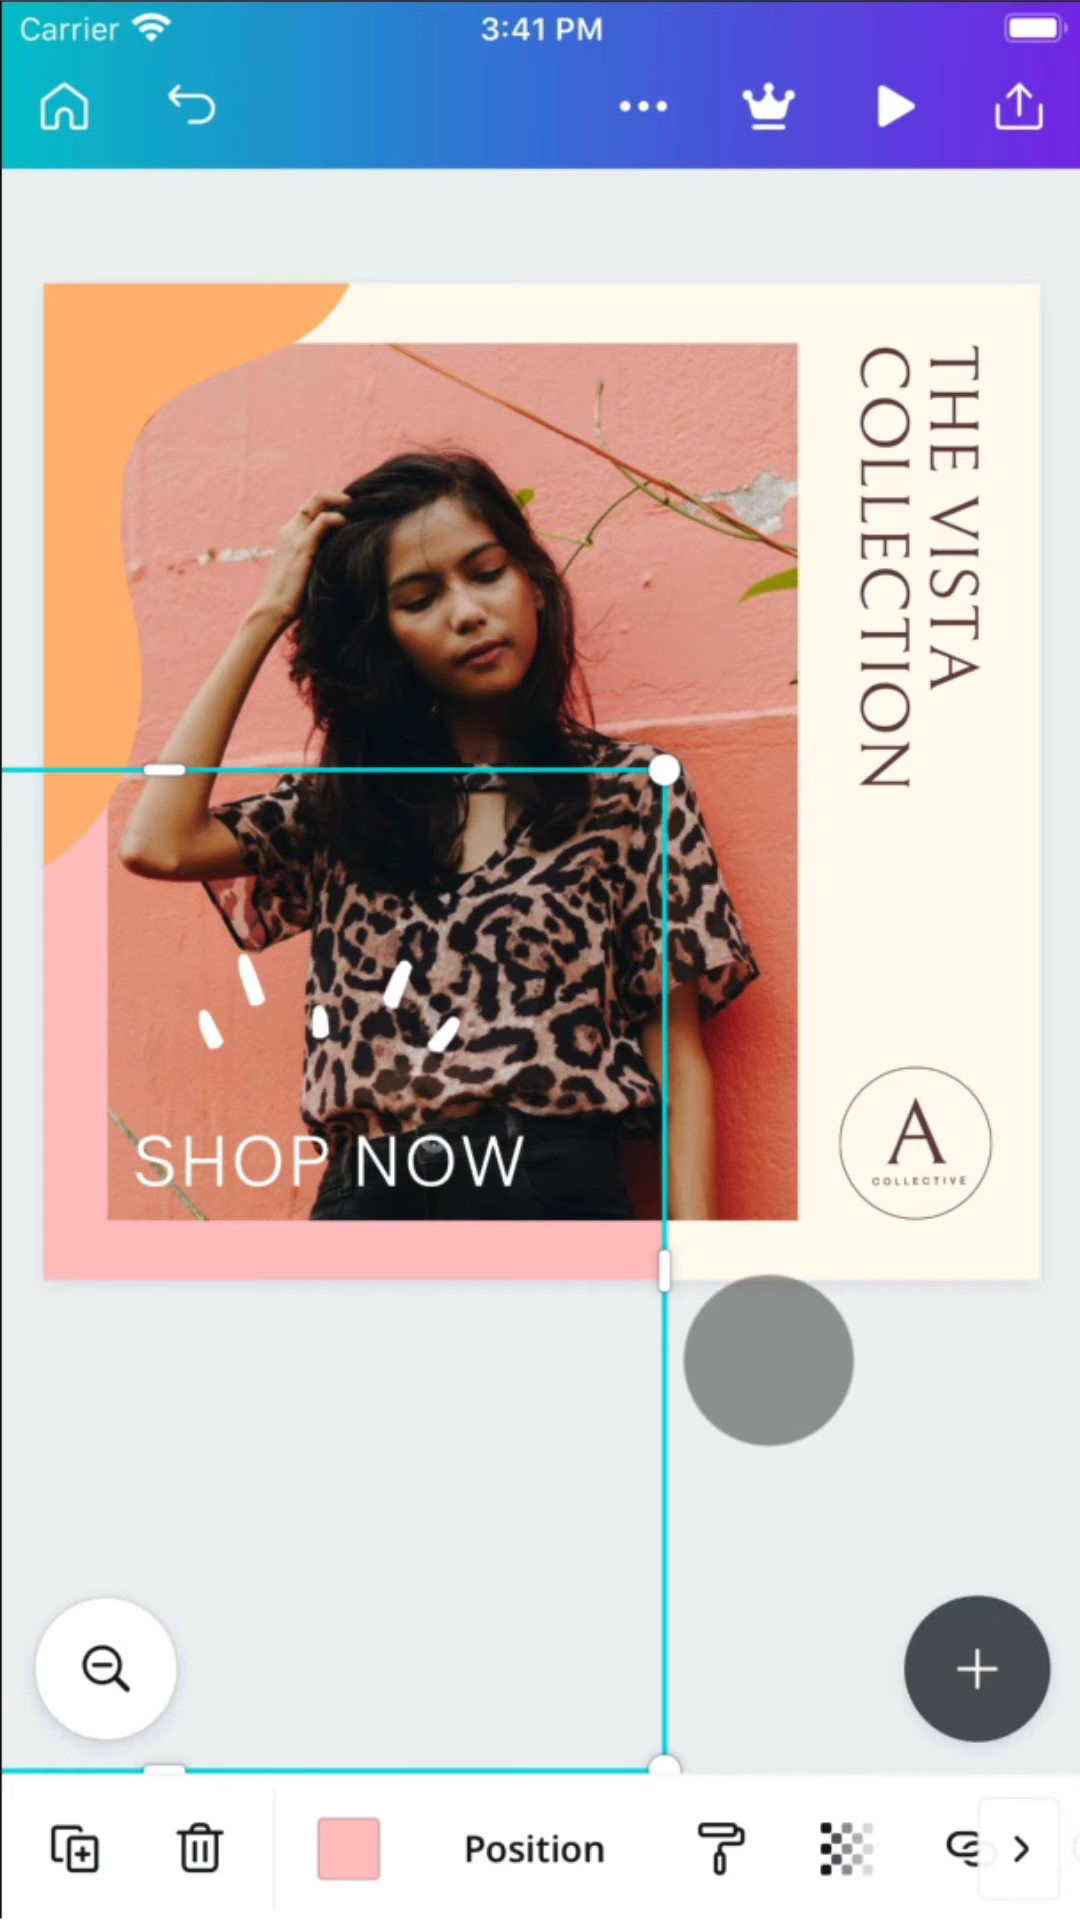 Carrier
3:41 PM
THE VISTA
COLLECTION
SHOP NOW
A
COLLECTIVE
Position